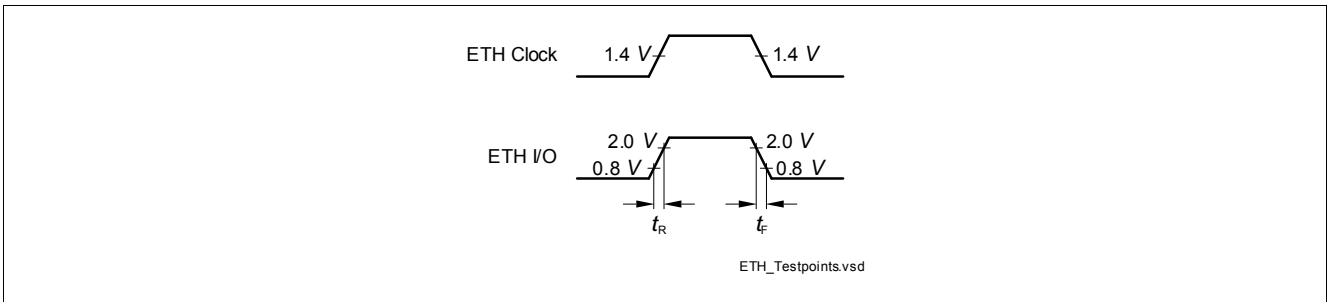 ETH Clock 1.4 V 1.4 V
2.0 V 2.0 V
ETH I/O
0.8 V 0.8 V
tR tF
ETH_Testpoints.vsd